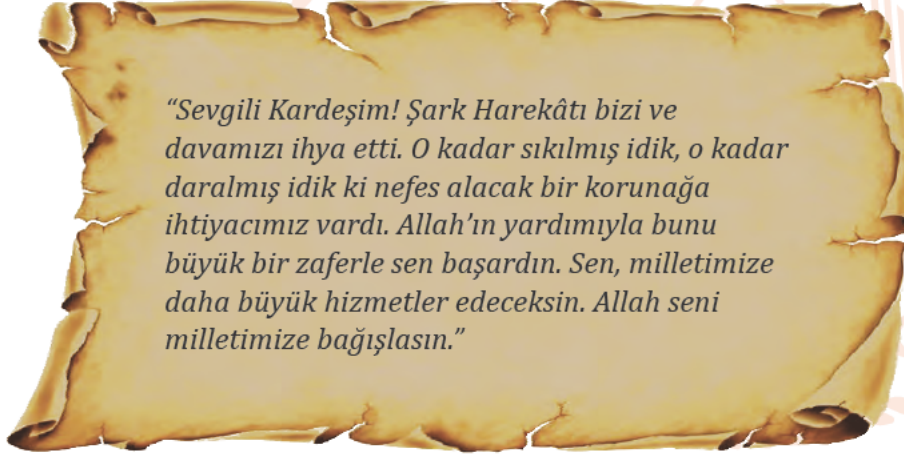 “Sevgili Kardeşim! Şark Harekâtı bizi ve
davamızı ihya etti. O kadar sıkılmış idik, o kadar
daralmış idik ki nefes alacak bir korunağa
ihtiyacımız vardı. Allah’ın yardımıyla bunu
büyük bir zaferle sen başardın. Sen, milletimize
daha büyük hizmetler edeceksin. Allah seni
milletimize bağışlasın.”